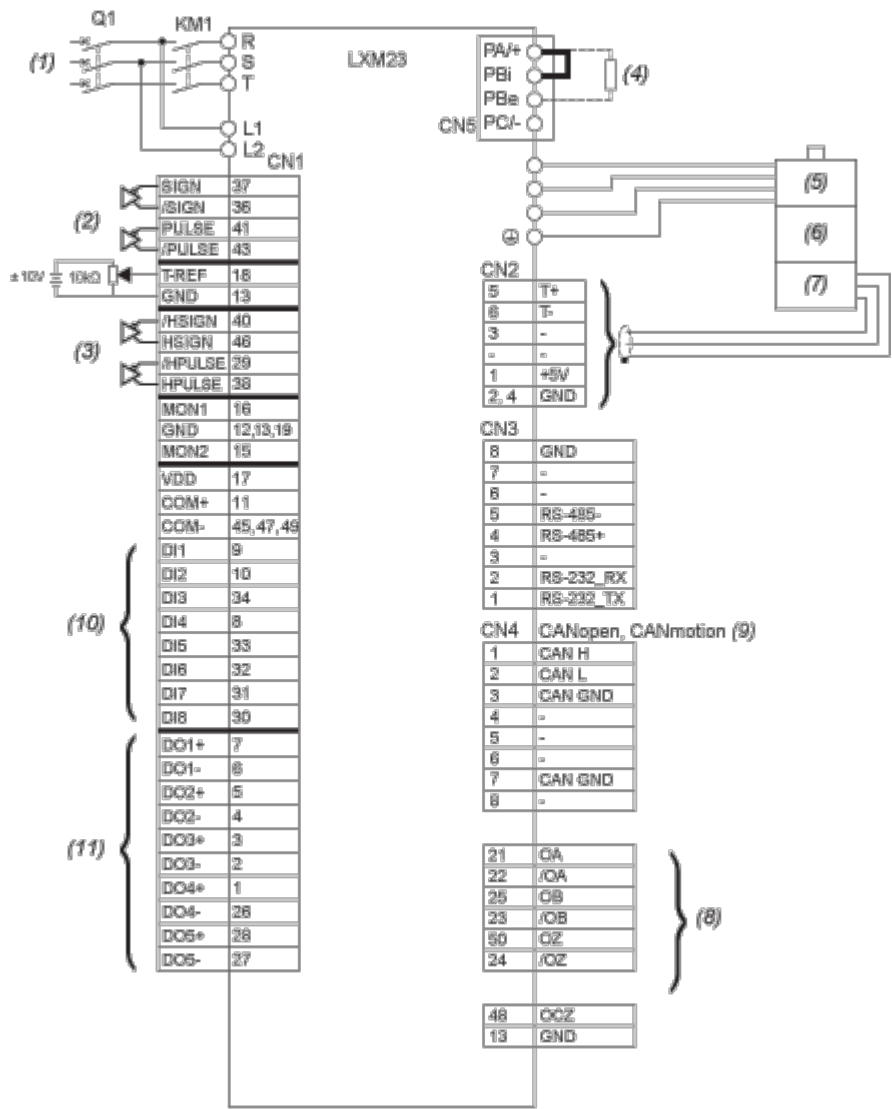 Q1
KM1
(1)
R
S
T
L1
L2
LXM23
PA/+
PBi
PBe
PC/-
CN5
(4)
CN1
SIGN 37
/SIGN 36
PULSE 41
/PULSE 43
(2)
T-REF 18
GND 13
±10V
10kΩ
/HSIGN 40
HSIGN 46
/HPULSE 29
HPULSE 38
(3)
MON1 16
GND 12,13,19
MON2 15
VDD 17
COM+ 11
COM- 45,47,49
DI1 9
DI2 10
DI3 34
DI4 8
DI5 33
DI6 32
DI7 31
DI8 30
(10)
DO1+ 7
DO1- 6
DO2+ 5
DO2- 4
DO3+ 3
DO3- 2
DO4+ 1
DO4- 26
DO5+ 28
DO5- 27
(11)
(5)
(6)
(7)
CN2
5 T+
6 T-
3 -
- -
1 +5V
2, 4 GND
CN3
8 GND
7 -
6 -
5 RS-485-
4 RS-485+
3 -
2 RS-232_RX
1 RS-232_TX
CN4 CANopen, CANmotion (9)
1 CAN H
2 CAN L
3 CAN GND
4 -
5 -
6 -
7 CAN GND
8 -
21 OA
22 /OA
25 OB
23 /OB
50 OZ
24 /OZ
(8)
48 OCZ
13 GND